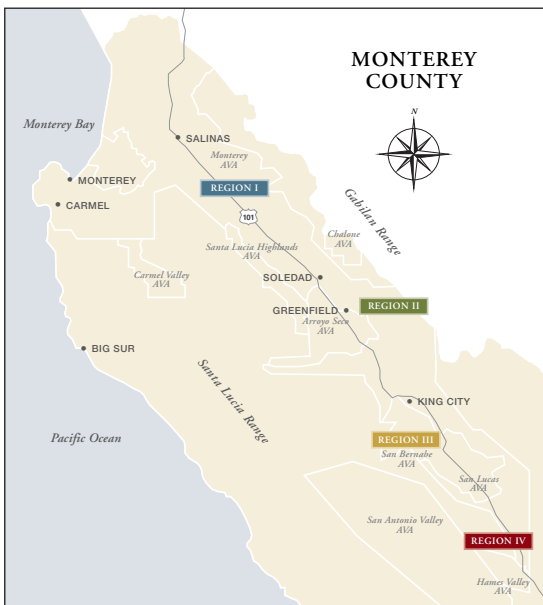 MONTEREY
COUNTY
N
Monterey Bay
SALINAS
Monterey
AVA
MONTEREY
REGION I
CARMEL
101
Gabilan Range
Chalone
AVA
Santa Lucia Highlands
AVA
Carmel Valley
AVA
SOLEDAD
REGION II
GREENFIELD
Arroyo Seco
AVA
BIG SUR
Santa Lucia Range
KING CITY
Pacific Ocean
REGION III
San Bernabe
AVA
San Lucas
AVA
San Antonio Valley
AVA
REGION IV
Hames Valley
AVA